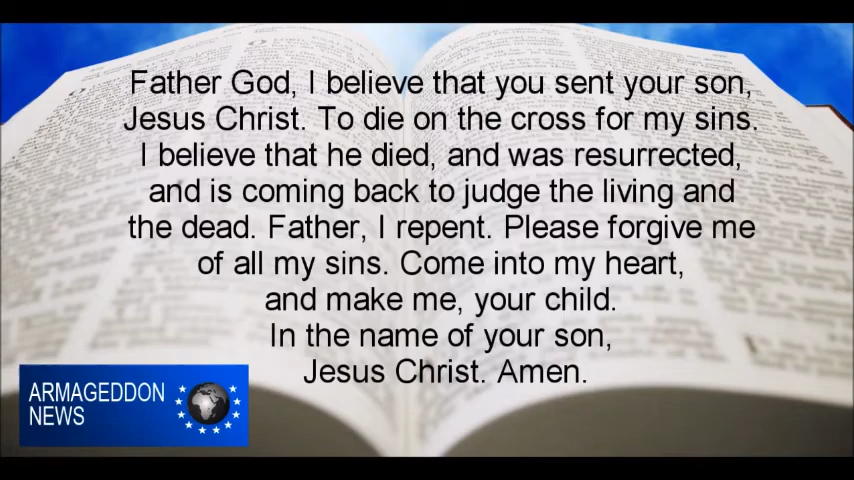 Father God, I believe that you sent your son,
Jesus Christ. To die on the cross for my sins.
I believe that he died, and was resurrected,
and is coming back to judge the living and
the dead. Father, I repent. Please forgive me
of all my sins. Come into my heart,
and make me, your child.
In the name of your son,
Jesus Christ. Amen.
ARMAGEDDON
NEWS